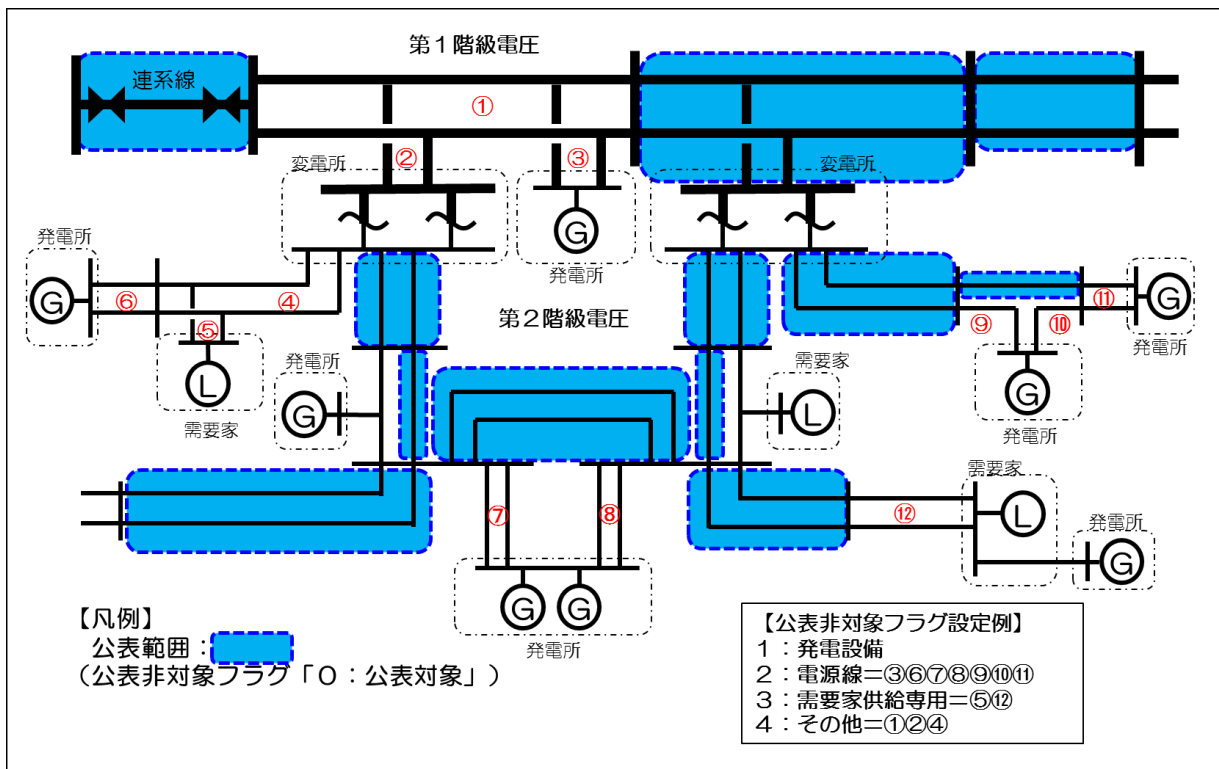 第1階級電圧
連系線
①
②
③
変電所
変電所
G
発電所
発電所
G
⑥
④
⑤
L
需要家
第2階級電圧
⑨
⑩
⑪
G
発電所
G
発電所
発電所
G
需要家
L
⑦
⑧
⑫
需要家
L
発電所
G
G
G
発電所
【凡例】
公表範囲：
（公表非対象フラグ「０：公表対象」）
【公表非対象フラグ設定例】
１：発電設備
２：電源線＝③⑥⑦⑧⑨⑩⑪
３：需要家供給専用＝⑤⑫
４：その他＝①②④